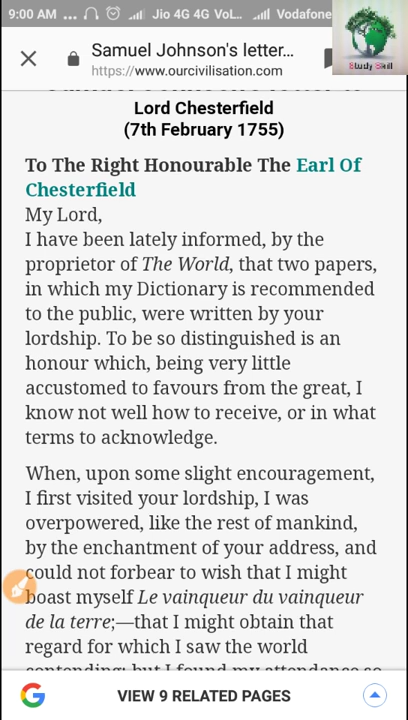 9:00 AM ... Jio 4G 4G VoL.. Vodafone
Samuel Johnson's letter...
https://www.ourcivilisation.com
Study Skill
Lord Chesterfield
(7th February 1755)
To The Right Honourable The Earl Of
Chesterfield
My Lord,
I have been lately informed, by the
proprietor of The World, that two papers,
in which my Dictionary is recommended
to the public, were written by your
lordship. To be so distinguished is an
honour which, being very little
accustomed to favours from the great, I
know not well how to receive, or in what
terms to acknowledge.
When, upon some slight encouragement,
I first visited your lordship, I was
overpowered, like the rest of mankind,
by the enchantment of your address, and
could not forbear to wish that I might
boast myself Le vainqueur du vainqueur
de la terre;—that I might obtain that
regard for which I saw the world
contending; but I found my attendance so
VIEW 9 RELATED PAGES